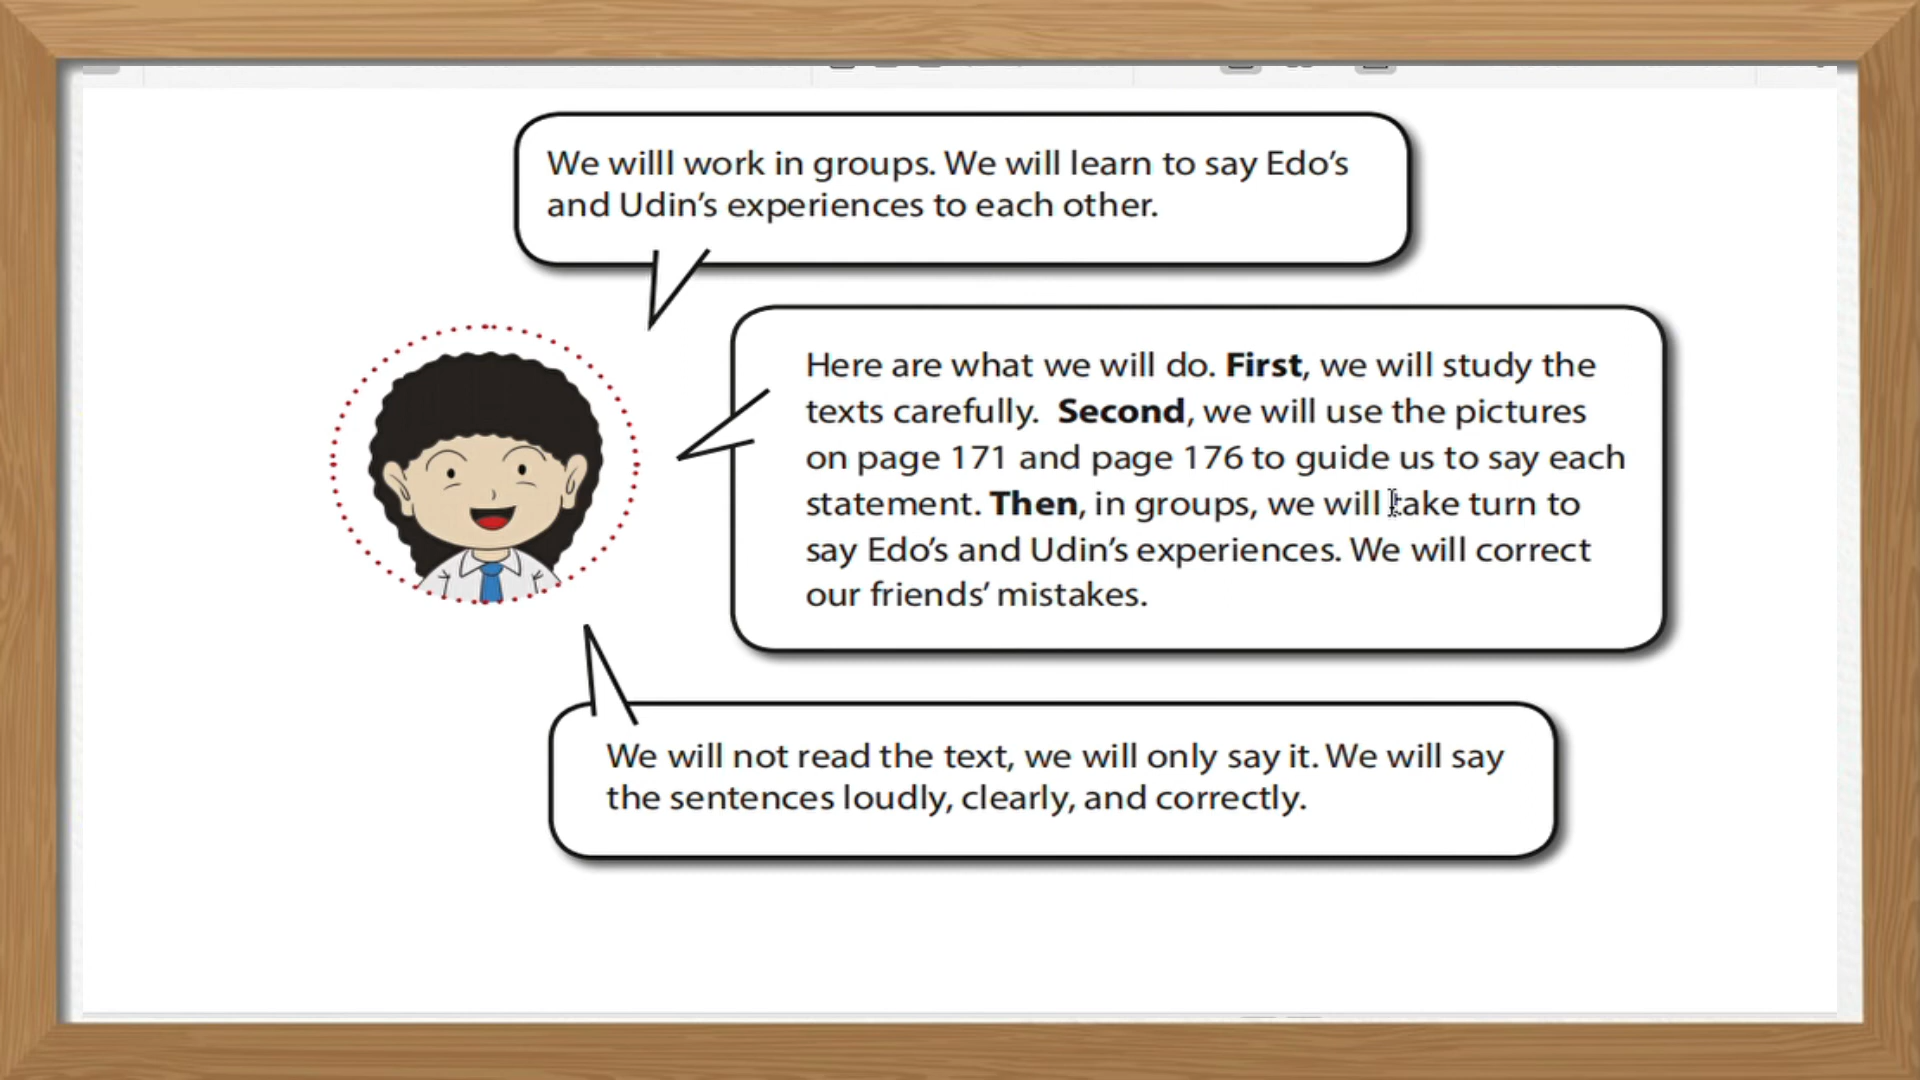 We willl work in groups. We will learn to say Edo's
and Udin's experiences to each other.
Here are what we will do. First, we will study the
texts carefully. Second, we will use the pictures
on page 171 and page 176 to guide us to say each
statement. Then, in groups, we will take turn to
say Edo's and Udin's experiences. We will correct
our friends' mistakes.
We will not read the text, we will only say it. We will say
the sentences loudly, clearly, and correctly.